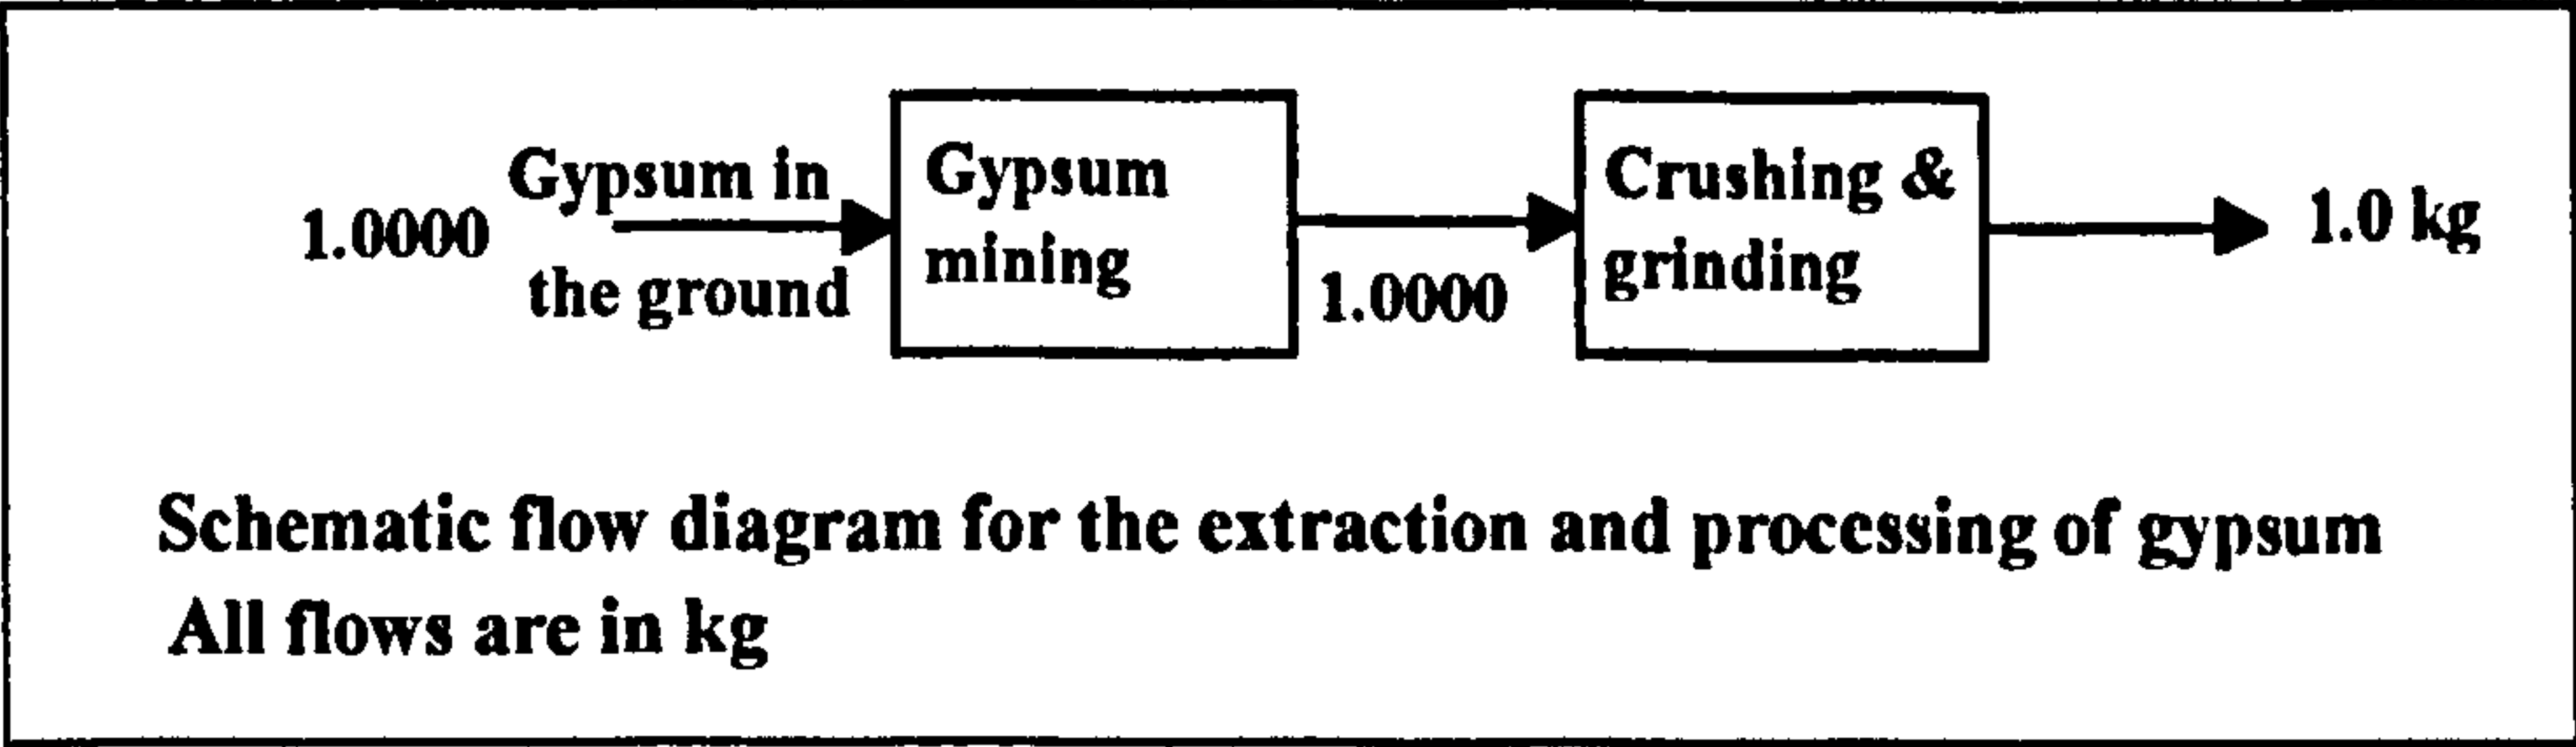 1.0000
Gypsum in
the ground
Gypsum
mining
1.0000
Crushing &
grinding
1.0 kg
Schematic flow diagram for the extraction and processing of gypsum
All flows are in kg